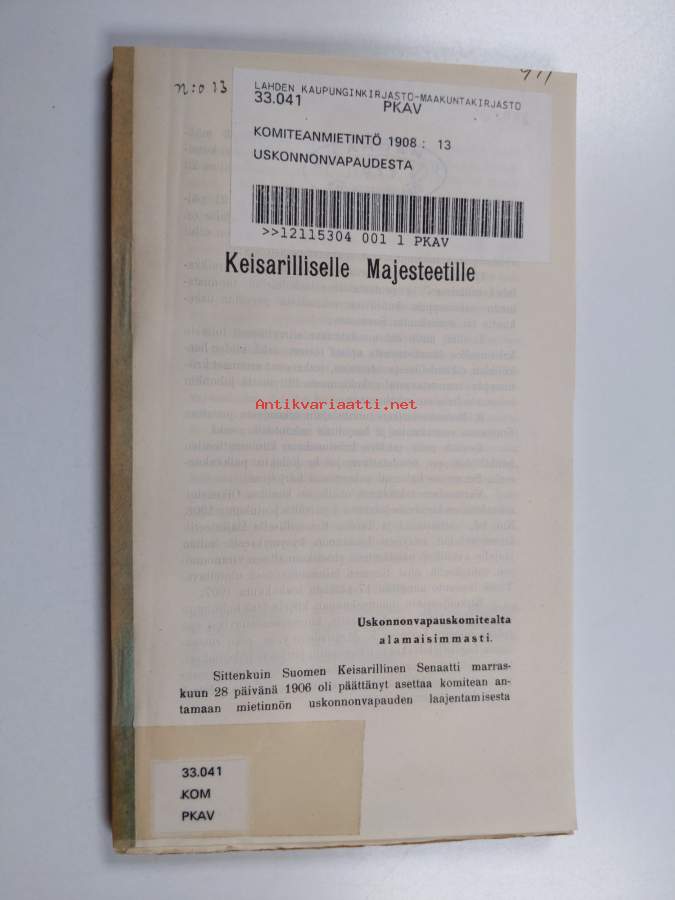 n:o 13
LAHDEN KAUPUNGINKIRJASTO-MAAKUNTAKIRJASTO
33.041 PKAV
KOMITEANMIETINTÖ 1908 : 13
USKONNONVAPAUDESTA
>>12115304 001 1 PKAV
Keisarilliselle Majesteetille
Antikvariaatti.net
Uskonnonvapauskomitealta
alamaisimmasti.
Sittenkuin Suomen Keisarillinen Senaatti marras-
kuun 28 päivänä 1906 oli päättänyt asettaa komitean an-
tamaan mietinnön uskonnonvapauden laajentamisesta
33.041
KOM
PKAV